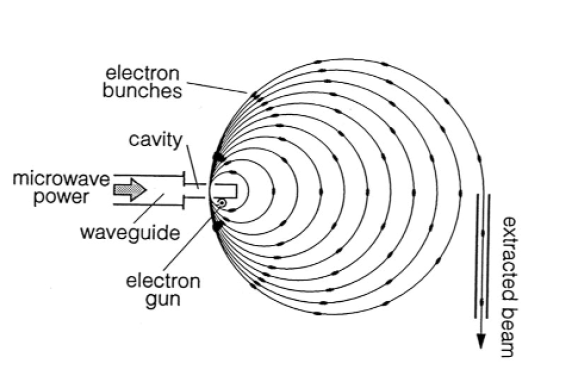 electron
bunches
cavity
microwave
power
waveguide
electron
gun
extracted beam